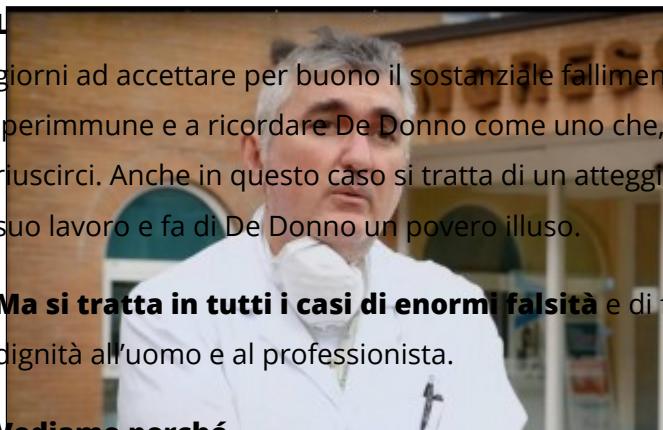 L
giorni ad accettare per buono il sostanziale fallimen
perimmune e a ricordare De Donno come uno che,
riuscirci. Anche in questo caso si tratta di un attegg
suo lavoro e fa di De Donno un povero illuso.
Ma si tratta in tutti i casi di enormi falsità e di
dignità all'uomo e al professionista.
Vediamo perché